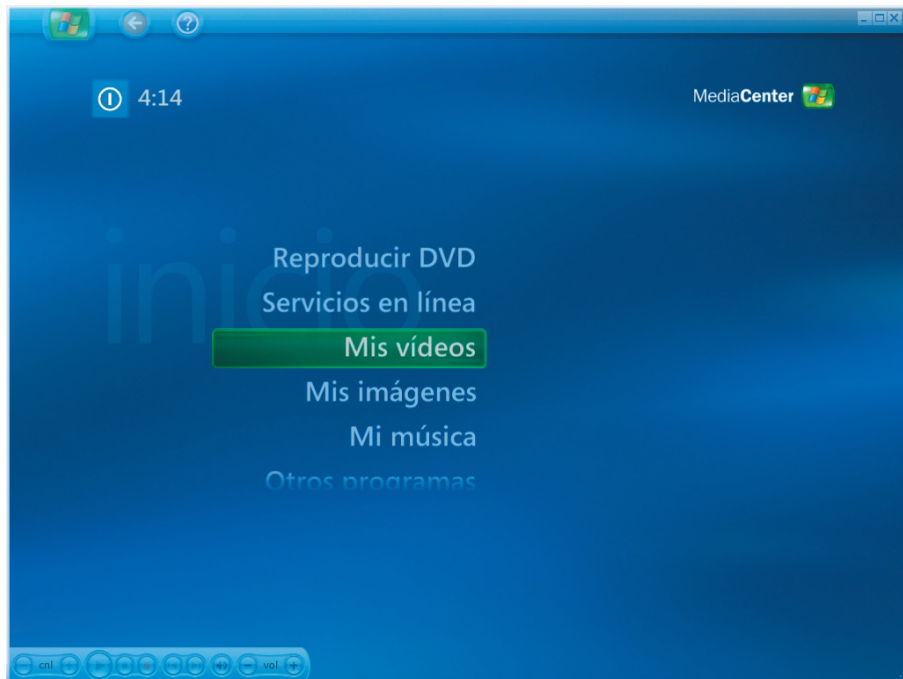 4:14
MediaCenter
inicio
Reproducir DVD
Servicios en línea
Mis vídeos
Mis imágenes
Mi música
Otros programas
cnl
vol